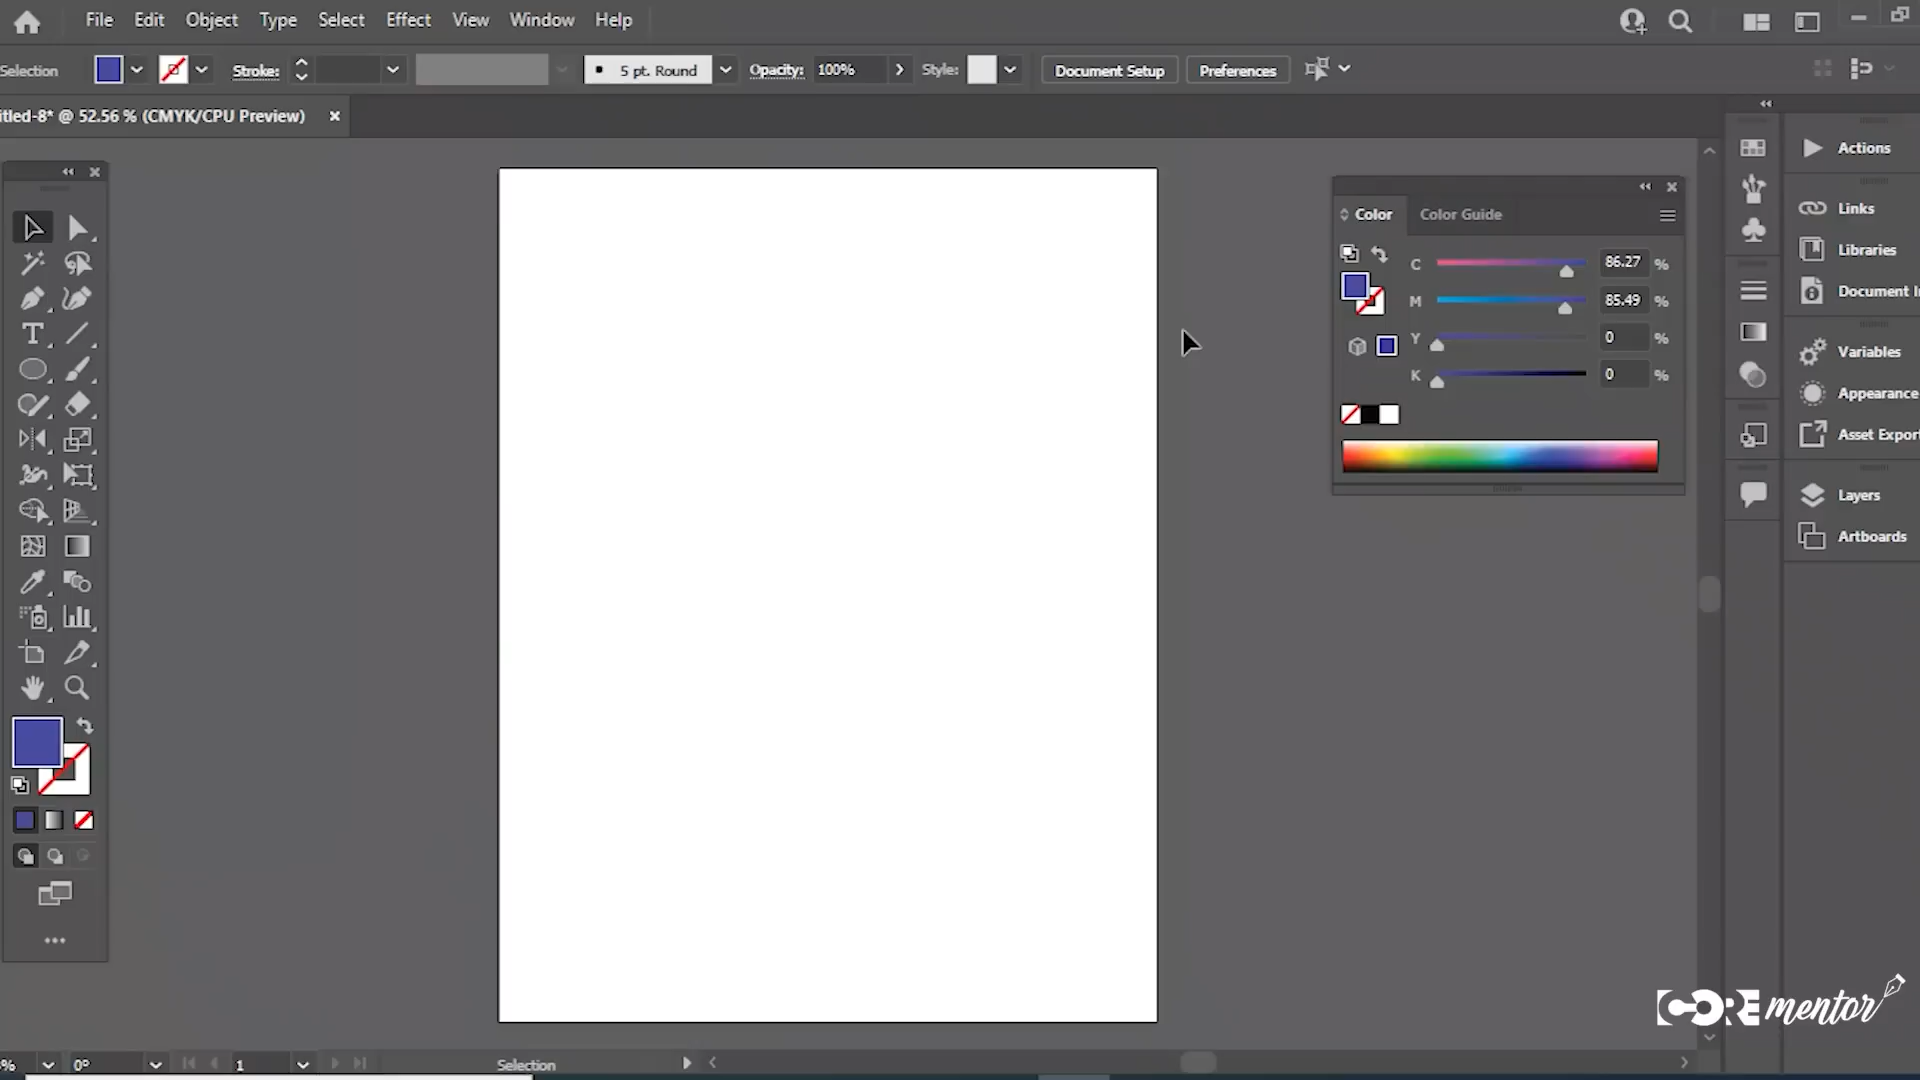 File Edit Object Type Select Effect View Window Help
Selection Stroke: 5 pt. Round Opacity: 100% Style: Document Setup Preferences
tled-8* @ 52.56 % (CMYK/CPU Preview)
Color Color Guide
C 86.27 %
M 85.49 %
Y 0 %
K 0 %
Actions
Links
Libraries
Document I
Variables
Appearance
Asset Export
Layers
Artboards
CORE mentor
% 0° 1 Selection